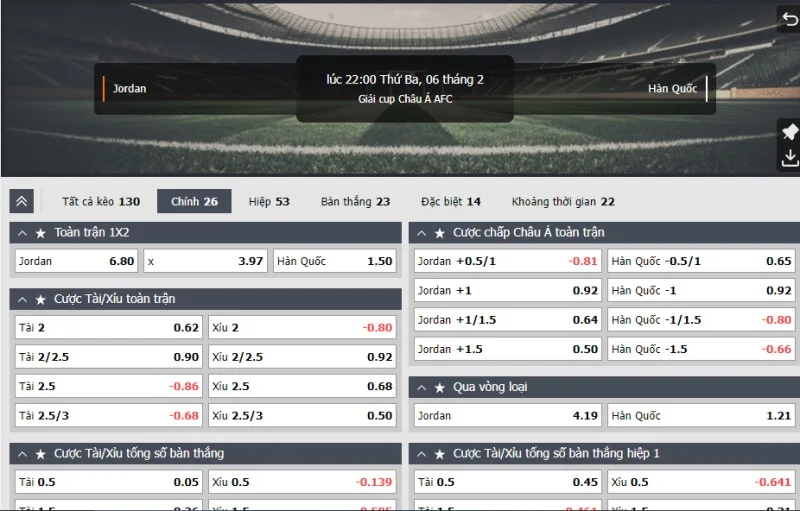 lúc 22:00 Thứ Ba, 06 tháng 2
Jordan
Hàn Quốc
Giải cup Châu Á AFC
Tất cả kèo 130 Chính 26 Hiệp 53 Bàn thắng 23 Đặc biệt 14 Khoảng thời gian 22
Toàn trận 1X2
Jordan 6.80 x 3.97 Hàn Quốc 1.50
Cược Tài/Xỉu toàn trận
Tài 2 0.62 Xỉu 2 -0.80
Tài 2/2.5 0.90 Xỉu 2/2.5 0.92
Tài 2.5 -0.86 Xỉu 2.5 0.68
Tài 2.5/3 -0.68 Xỉu 2.5/3 0.50
Cược Tài/Xỉu tổng số bàn thắng
Tài 0.5 0.05 Xỉu 0.5 -0.139
Cược chấp Châu Á toàn trận
Jordan +0.5/1 -0.81 Hàn Quốc -0.5/1 0.65
Jordan +1 0.92 Hàn Quốc -1 0.92
Jordan +1/1.5 0.64 Hàn Quốc -1/1.5 -0.80
Jordan +1.5 0.50 Hàn Quốc -1.5 -0.66
Qua vòng loại
Jordan 4.19 Hàn Quốc 1.21
Cược Tài/Xỉu tổng số bàn thắng hiệp 1
Tài 0.5 0.45 Xỉu 0.5 -0.641